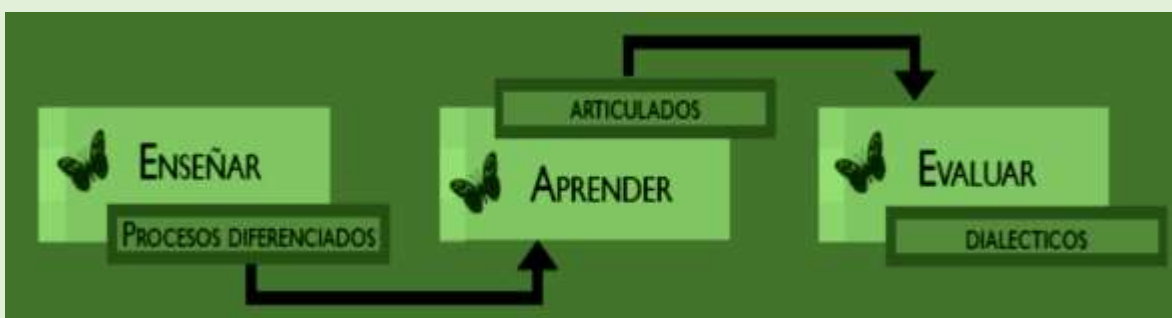 ENSEÑAR
PROCESOS DIFERENCIADOS
ARTICULADOS
APRENDER
EVALUAR
DIALECTICOS